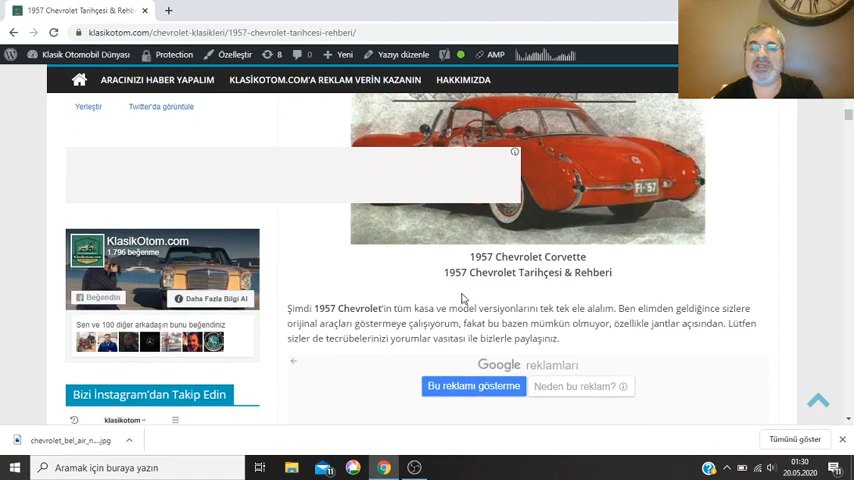 1957 Chevrolet Tarihçesi & Rehb
klasikotom.com/chevrolet-klasikleri/1957-chevrolet-tarihcesi-rehberi/
Klasik Otomobil Dünyası Protection Özelleştir 8 0 Yeni Yazıyı düzenle AMP
ARACINIZI HABER YAPALIM KLASİKOTOM.COM'A REKLAM VERİN KAZANIN HAKKIMIZDA
Yerleştir Twitter'da görüntüle
FI-57
KlasikOtom.com
1.796 beğenme
Beğendin Daha Fazla Bilgi Al
Sen ve 100 diğer arkadaşın bunu beğendiniz
Bizi İnstagram'dan Takip Edin
klasikotom
1957 Chevrolet Corvette
1957 Chevrolet Tarihçesi & Rehberi
Şimdi 1957 Chevrolet'in tüm kasa ve model versiyonlarını tek tek ele alalım. Ben elimden geldiğince sizlere
orijinal araçları göstermeye çalışıyorum, fakat bu bazen mümkün olmuyor, özellikle jantlar açısından. Lütfen
sizler de tecrübelerinizi yorumlar vasıtası ile bizlerle paylaşınız.
Google reklamları
Bu reklamı gösterme Neden bu reklam?
chevrolet_bel_air_n....jpg Tümünü göster
Aramak için buraya yazın 11 01:30
20.05.2020 11